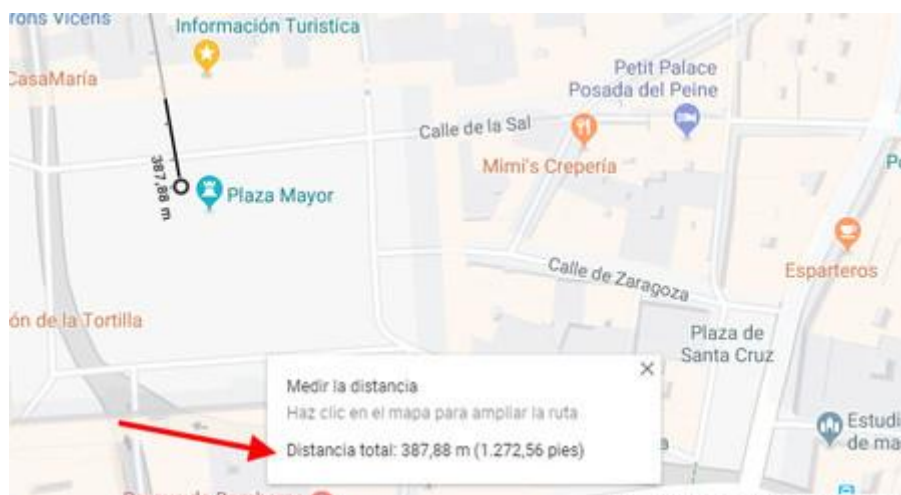 rons Vicens
Información Turistica
CasaMaría
Petit Palace
Posada del Peine
Calle de la Sal
Mimi's Crepería
387,88 m
Plaza Mayor
Calle de Zaragoza
Esparteros
ón de la Tortilla
Plaza de
Santa Cruz
Medir la distancia
Haz clic en el mapa para ampliar la ruta
Distancia total: 387,88 m (1.272,56 pies)
Estudi
de ma